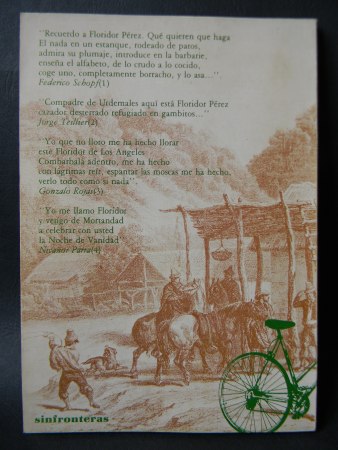 "Recuerdo a Floridor Pérez. Qué quieren que haga
El nada en un estanque, rodeado de patos,
admira su plumaje, introduce en la barbarie,
enseña el alfabeto, de lo crudo a lo cocido,
coge uno, completamente borracho, y lo asa...".
Federico Schopf(1)
"Compadre de Urdemales aquí está Floridor Pérez
cazador desterrado refugiado en gambitos..."
Jorge Teillier(2)
"Yo que no lloro me ha hecho llorar
este Floridor de Los Angeles
Combarbalá adentro, me ha hecho
con lágrimas reír, espantar las moscas me ha hecho,
verlo todo como si nada"
Gonzalo Rojas(3)
"Yo me llamo Floridor
y vengo de Mortandad
a celebrar con usted
la Noche de Vanidad"
Nicanor Parra(4)
sinfronteras